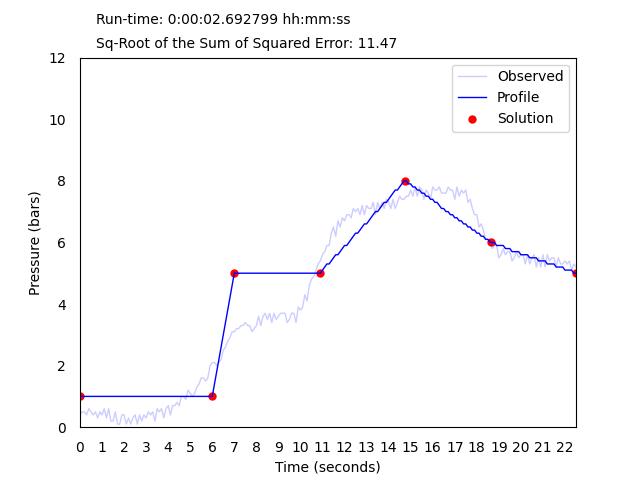 Run-time: 0:00:02.692799 hh:mm:ss
Sq-Root of the Sum of Squared Error: 11.47
12
10
8
6
4
2
0
Pressure (bars)
Observed
Profile
Solution
0 1 2 3 4 5 6 7 8 9 10 11 12 13 14 15 16 17 18 19 20 21 22
Time (seconds)